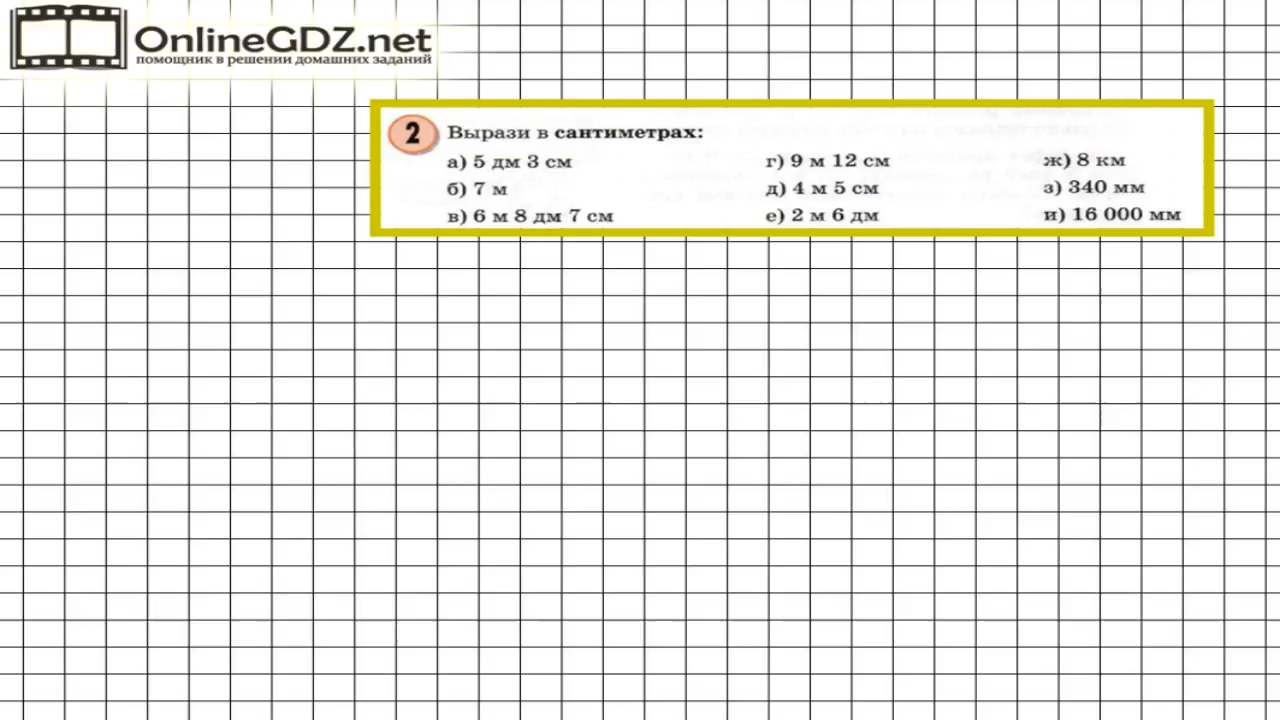 OnlineGDZ.net
помощник в решении домашних заданий
2 Вырази в сантиметрах:
а) 5 дм 3 см г) 9 м 12 см ж) 8 км
б) 7 м д) 4 м 5 см з) 340 мм
в) 6 м 8 дм 7 см е) 2 м 6 дм и) 16 000 мм